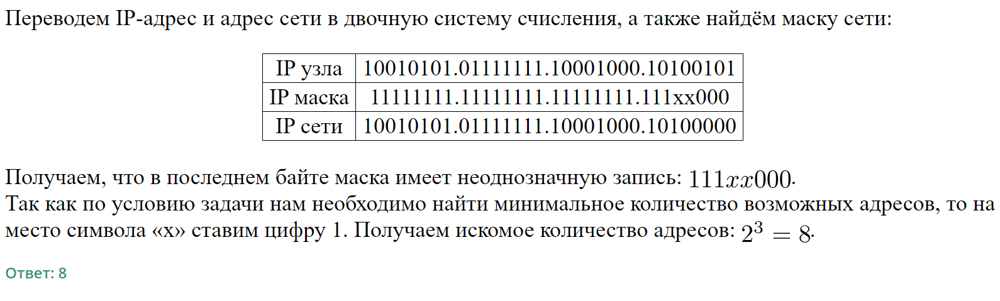 Переводем IP-адрес и адрес сети в двочную систему счисления, а также найдём маску сети:
IP узла 10010101.01111111.10001000.10100101
IP маска 11111111.11111111.11111111.111xx000
IP сети 10010101.01111111.10001000.10100000
Получаем, что в последнем байте маска имеет неоднозначную запись: 111xx000.
Так как по условию задачи нам необходимо найти минимальное количество возможных адресов, то на
место символа «x» ставим цифру 1. Получаем искомое количество адресов: 2³ = 8.
Ответ: 8